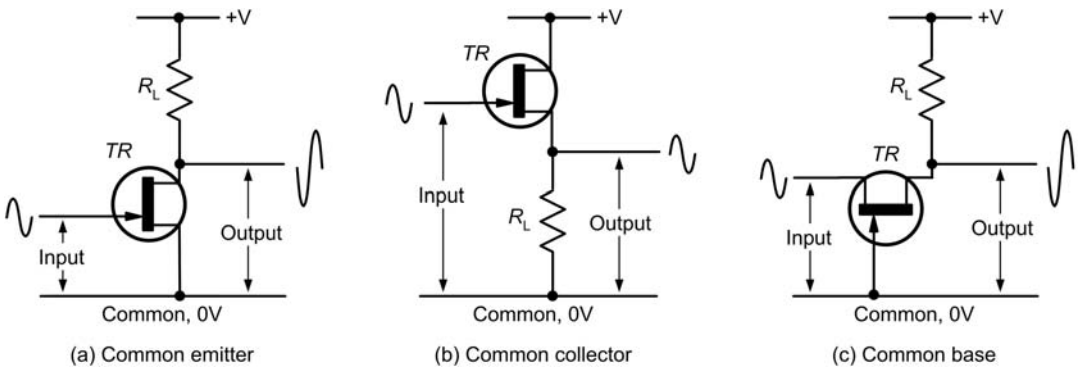 +V
R_L
TR
Input
Output
Common, 0V
(a) Common emitter
+V
TR
Input
R_L
Output
Common, 0V
(b) Common collector
+V
R_L
TR
Input
Output
Common, 0V
(c) Common base